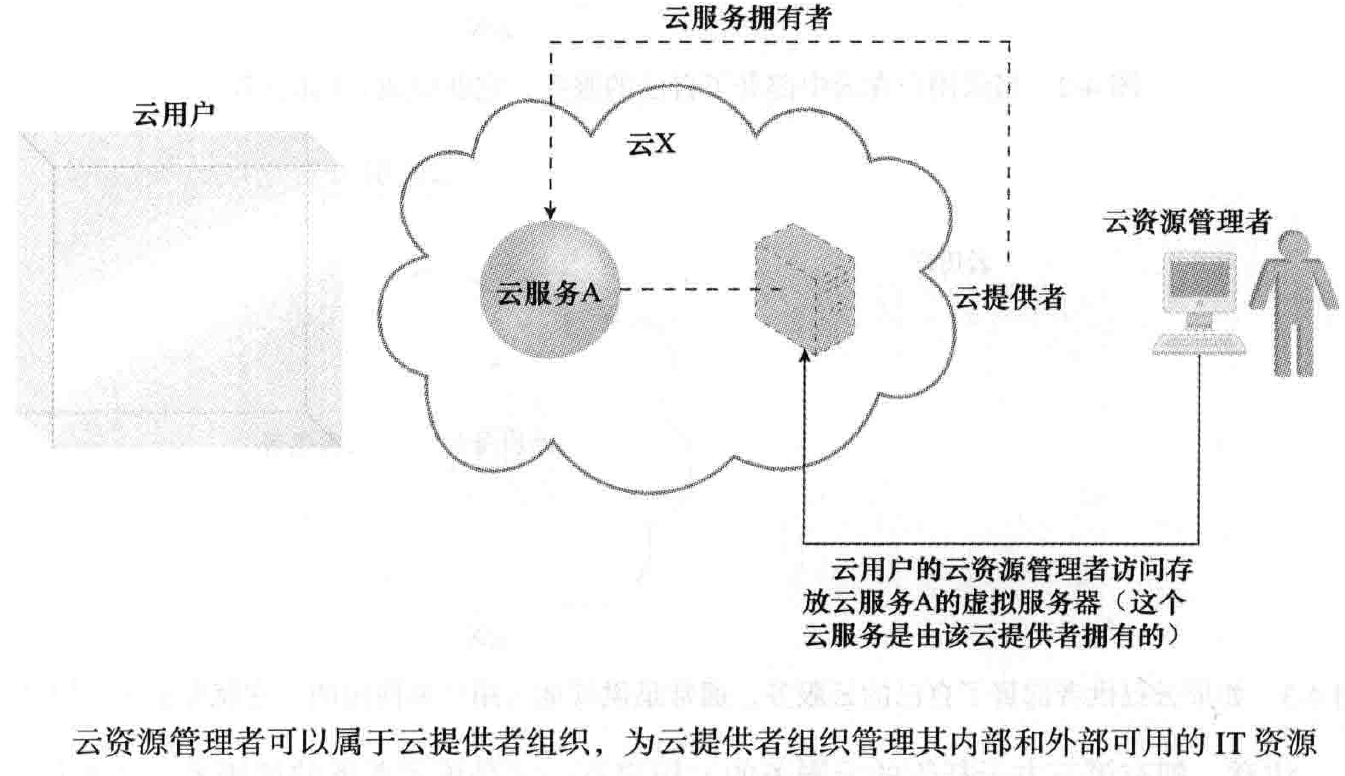 云服务拥有者
云用户
云X
云资源管理者
云服务A
云提供者
云用户的云资源管理者访问存
放云服务A的虚拟服务器（这个
云服务是由该云提供者拥有的）
云资源管理者可以属于云提供者组织，为云提供者组织管理其内部和外部可用的 IT 资源